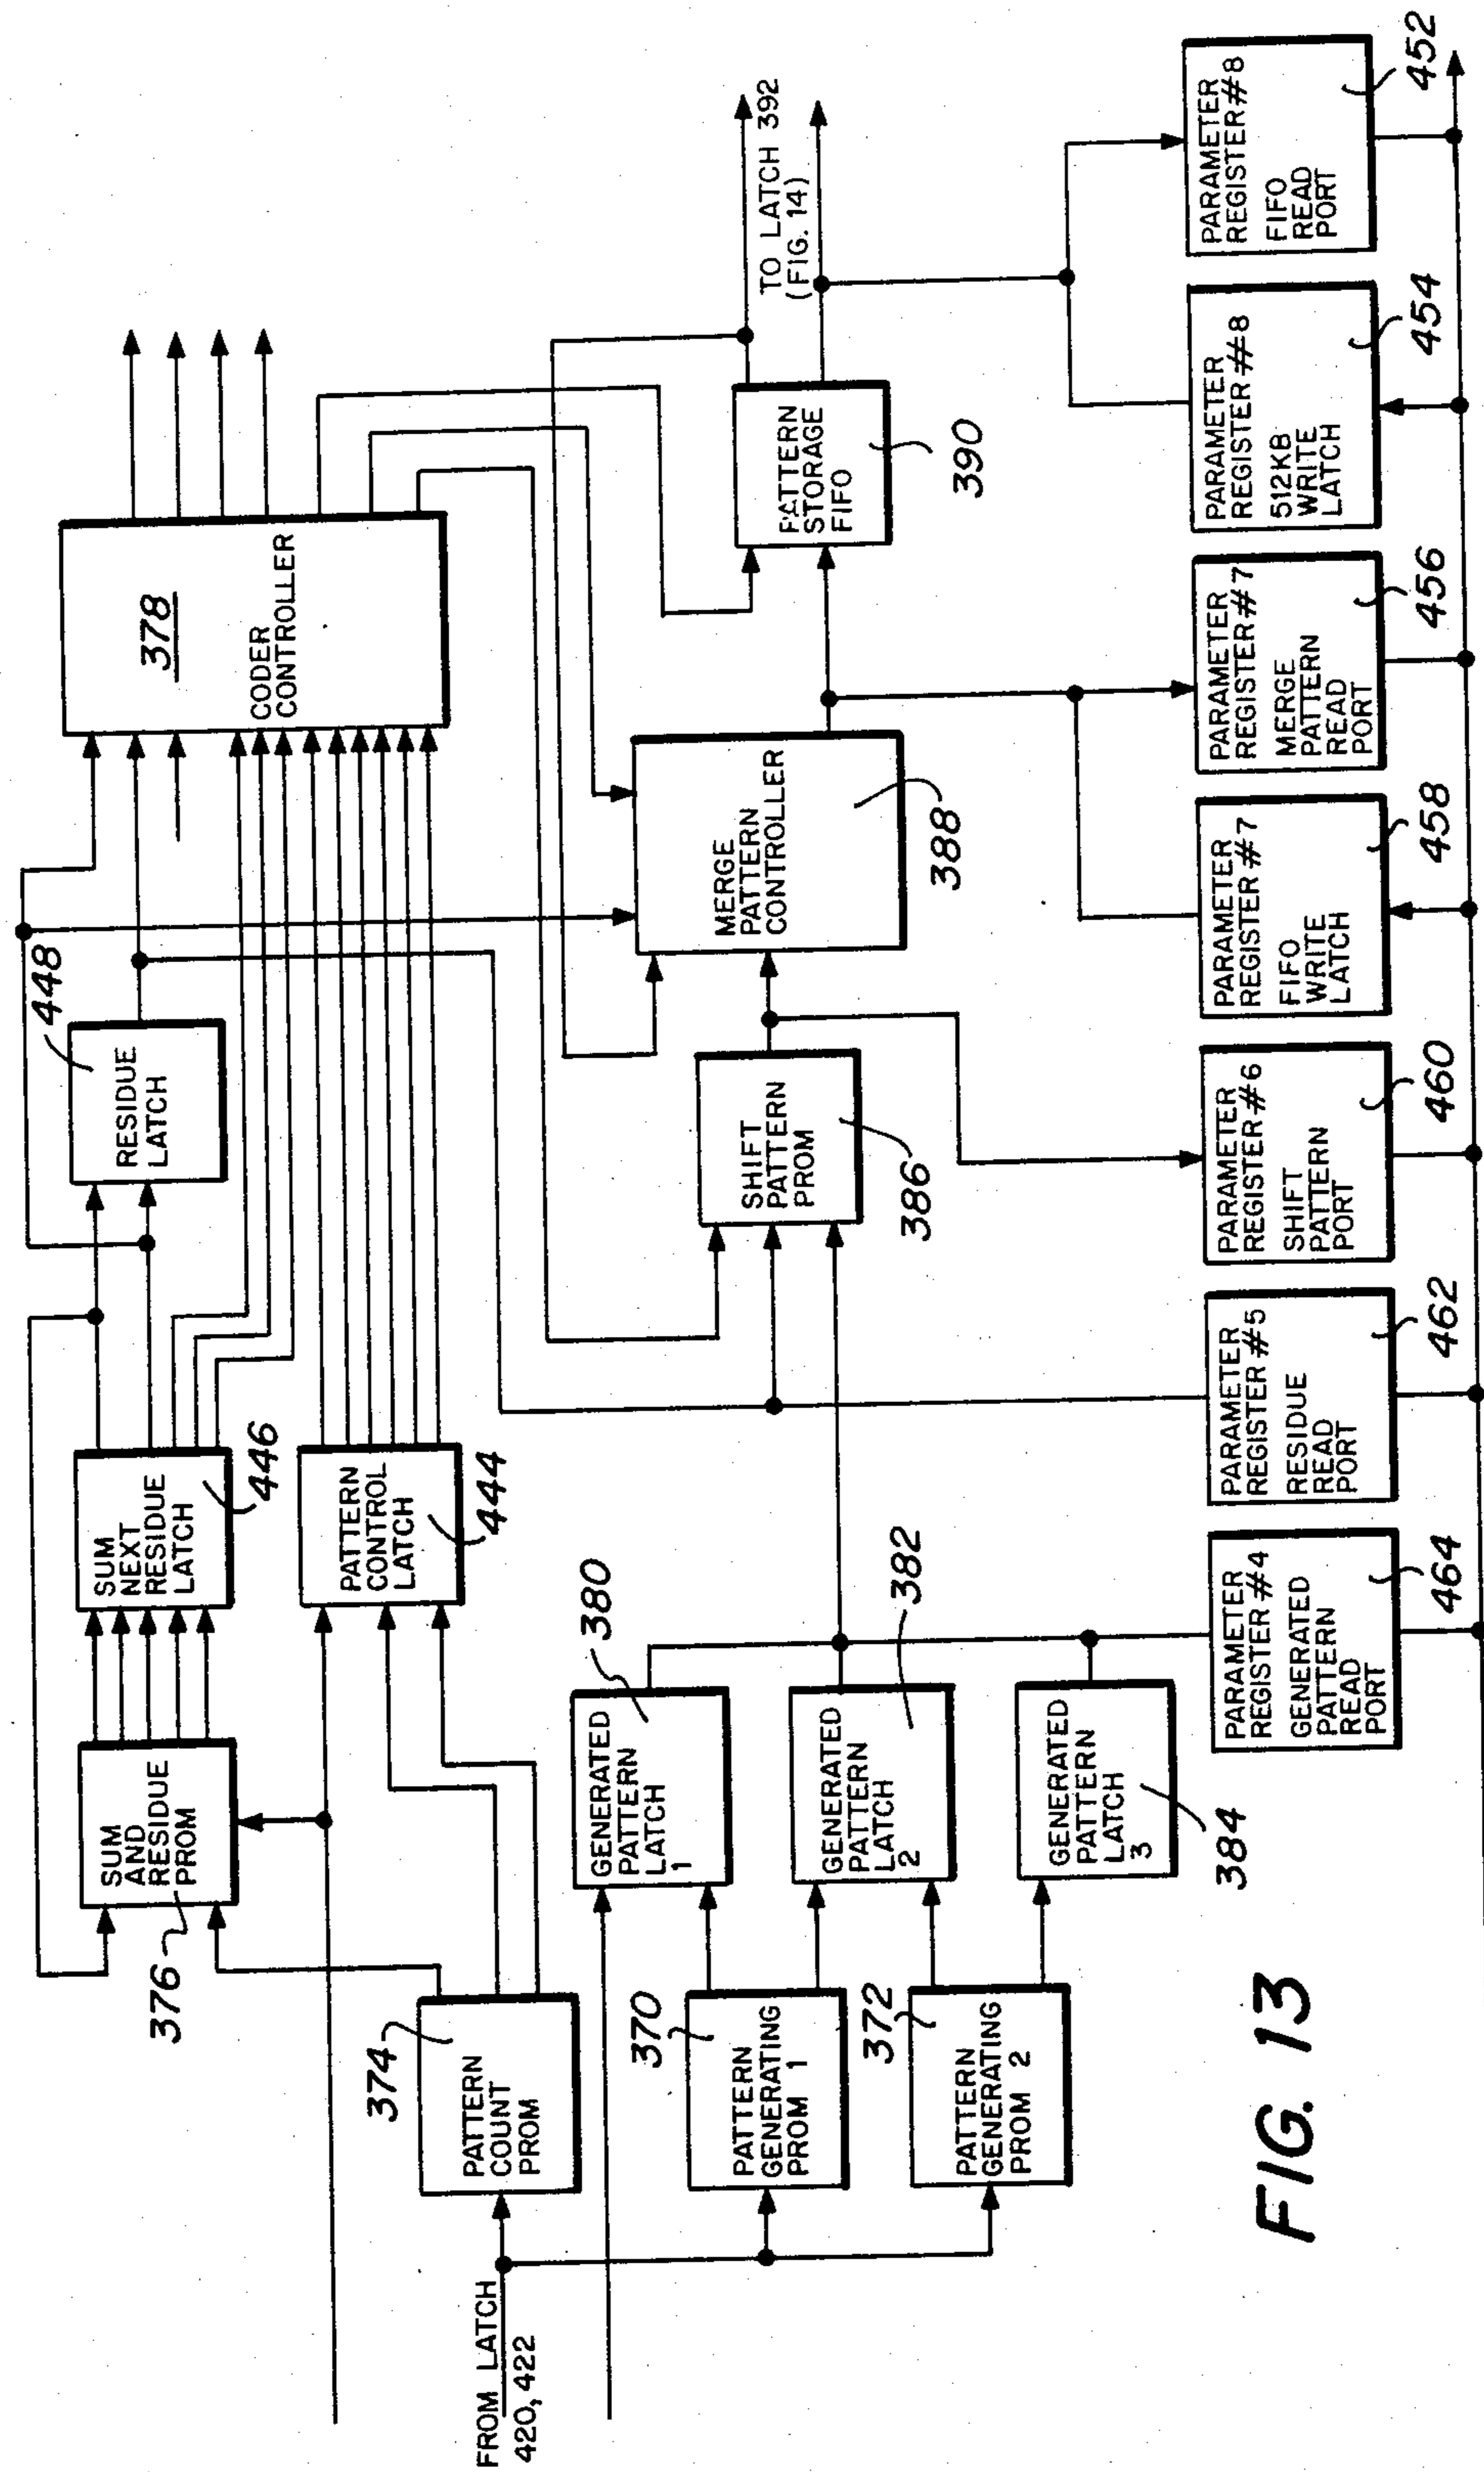 378
CODER
CONTROLLER
448
RESIDUE
LATCH
SUM
NEXT
RESIDUE
LATCH
446
SUM
AND
RESIDUE
PROM
376
PATTERN
CONTROL
LATCH
444
374
PATTERN
COUNT
PROM
FROM LATCH
420, 422
370
PATTERN
GENERATING
PROM 1
372
PATTERN
GENERATING
PROM 2
380
GENERATED
PATTERN
LATCH
1
382
GENERATED
PATTERN
LATCH
2
GENERATED
PATTERN
LATCH
3
384
SHIFT
PATTERN
PROM
386
MERGE
PATTERN
CONTROLLER
388
PATTERN
STORAGE
FIFO
390
TO LATCH 392
(FIG. 14)
PARAMETER
REGISTER #4
GENERATED
PATTERN
READ
PORT
464
PARAMETER
REGISTER #5
RESIDUE
READ
PORT
462
PARAMETER
REGISTER #6
SHIFT
PATTERN
PORT
460
PARAMETER
REGISTER #7
FIFO
WRITE
LATCH
458
PARAMETER
REGISTER #7
MERGE
PATTERN
READ
PORT
456
PARAMETER
REGISTER #8
512KB
WRITE
LATCH
454
PARAMETER
REGISTER #8
FIFO
READ
PORT
452
FIG. 13